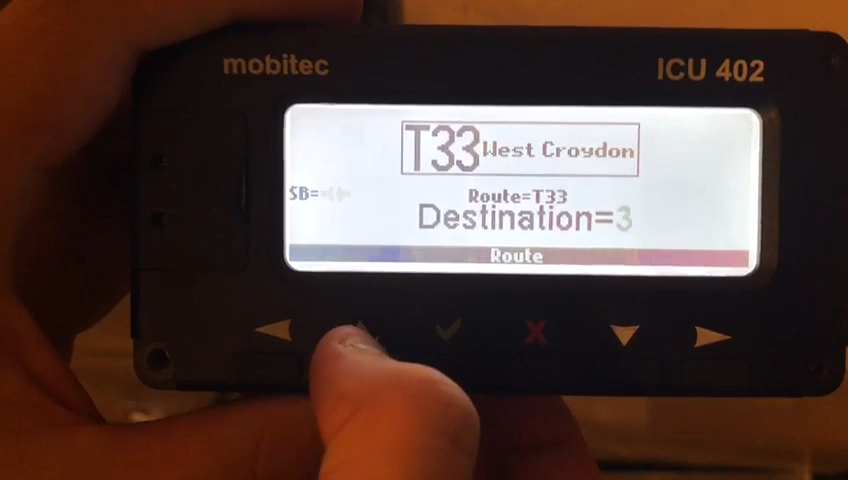 mobitec
ICU 402
T33 West Croydon
SB=
Route=T33
Destination=3
Route